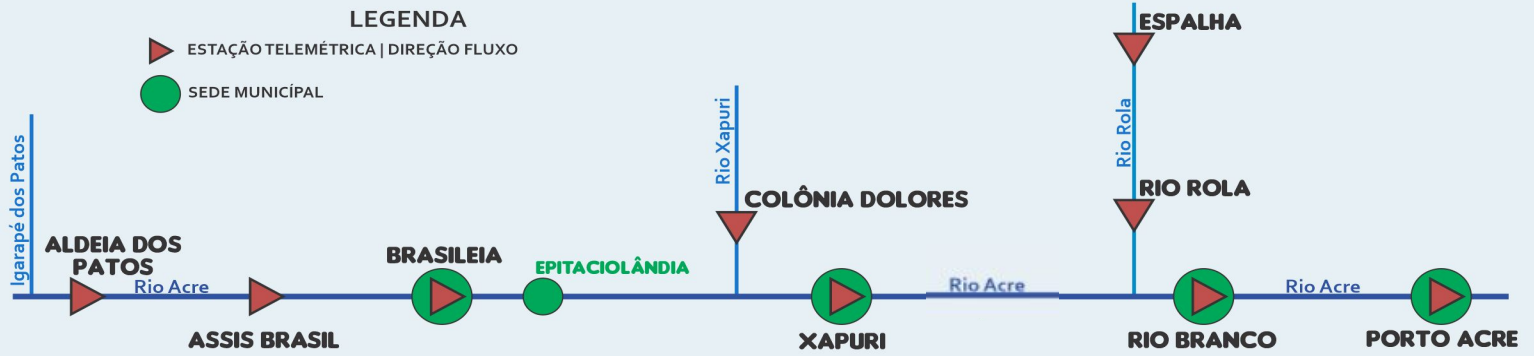 LEGENDA
ESTAÇÃO TELEMÉTRICA | DIREÇÃO FLUXO
SEDE MUNICÍPAL
Igarapé dos Patos
ALDEIA DOS
PATOS
Rio Acre
ASSIS BRASIL
BRASILEIA
EPITACIOLÂNDIA
Rio Xapuri
COLÔNIA DOLORES
XAPURI
Rio Acre
ESPALHA
Rio Rola
RIO ROLA
RIO BRANCO
Rio Acre
PORTO ACRE